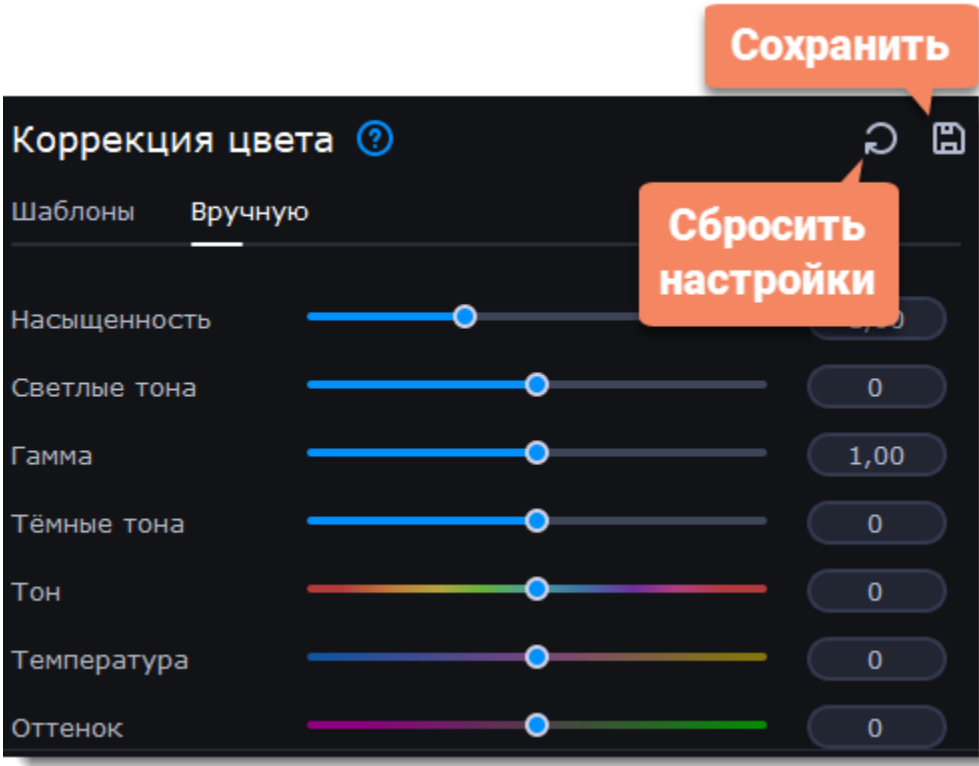 Сохранить
Коррекция цвета ?
Шаблоны Вручную
Сбросить
настройки
Насыщенность
Светлые тона 0
Гамма 1,00
Тёмные тона 0
Тон 0
Температура 0
Оттенок 0